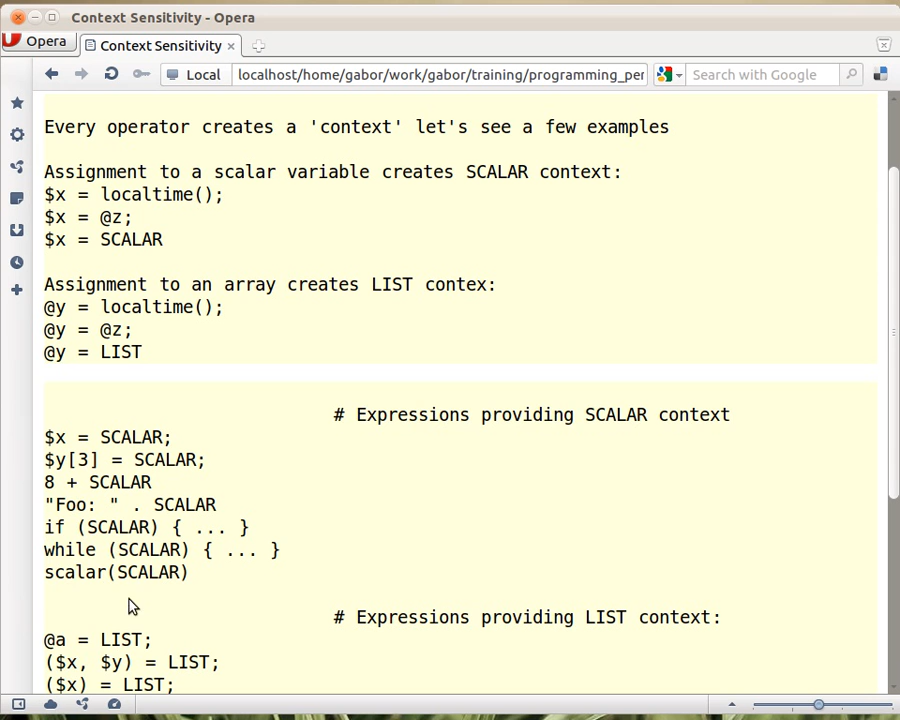 Context Sensitivity - Opera
Opera
Context Sensitivity
Local
localhost/home/gabor/work/gabor/training/programming_per
Search with Google
Every operator creates a 'context' let's see a few examples
Assignment to a scalar variable creates SCALAR context:
$x = localtime();
$x = @z;
$x = SCALAR
Assignment to an array creates LIST contex:
@y = localtime();
@y = @z;
@y = LIST
# Expressions providing SCALAR context
$x = SCALAR;
$y[3] = SCALAR;
8 + SCALAR
"Foo: " . SCALAR
if (SCALAR) { ... }
while (SCALAR) { ... }
scalar(SCALAR)
# Expressions providing LIST context:
@a = LIST;
($x, $y) = LIST;
($x) = LIST;